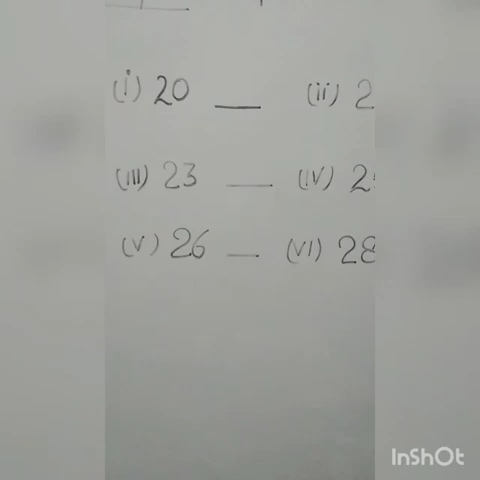 (i) 20 __ (ii) 2
(III) 23 __ (IV) 2
(V) 26 __ (VI) 28
InShOt